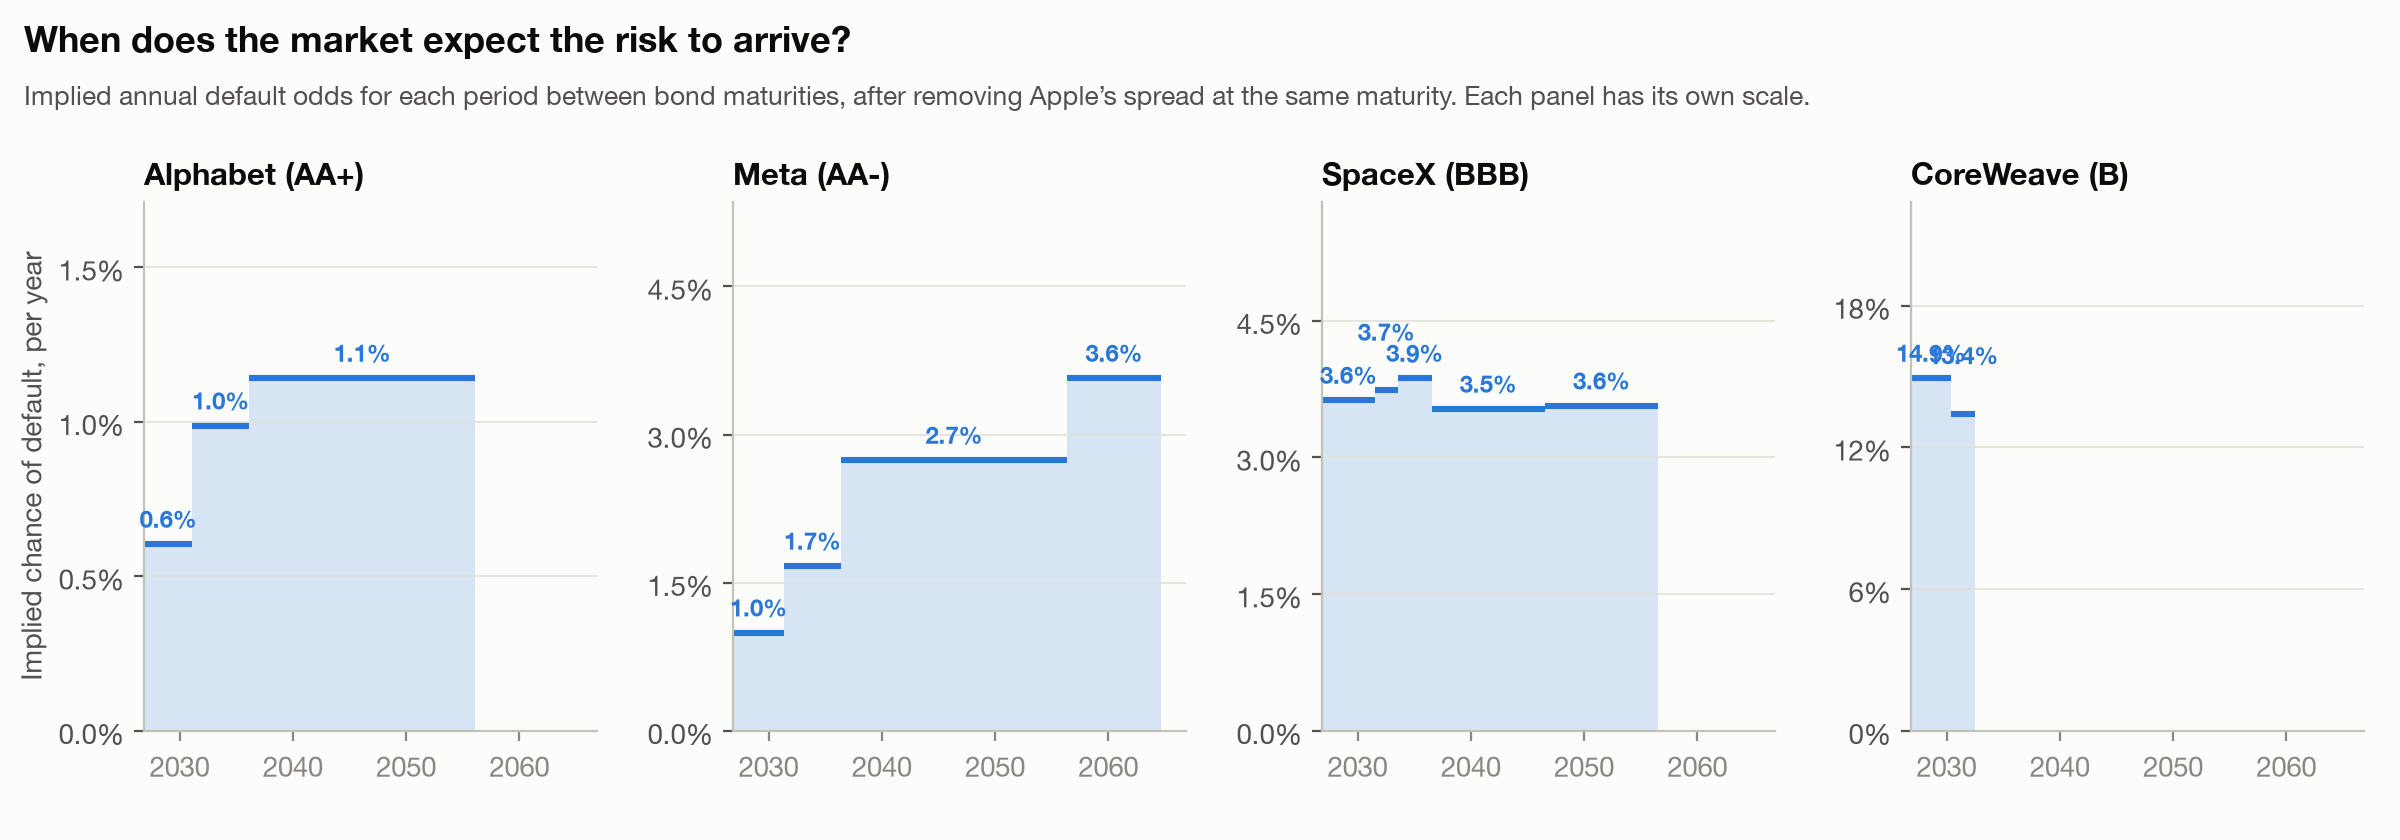 When does the market expect the risk to arrive?
Implied annual default odds for each period between bond maturities, after removing Apple’s spread at the same maturity. Each panel has its own scale.
Alphabet (AA+)
Implied chance of default, per year
1.5%
1.0%
0.5%
0.0%
0.6%
1.0%
1.1%
2030 2040 2050 2060
Meta (AA-)
4.5%
3.0%
1.5%
0.0%
1.0%
1.7%
2.7%
3.6%
2030 2040 2050 2060
SpaceX (BBB)
4.5%
3.0%
1.5%
0.0%
3.6%
3.7%
3.9%
3.5%
3.6%
2030 2040 2050 2060
CoreWeave (B)
18%
12%
6%
0%
14.9%
13.4%
2030 2040 2050 2060